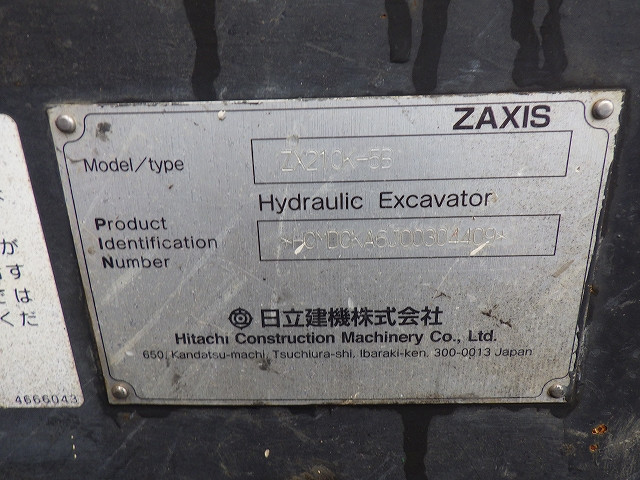 ZAXIS
Model/type ZX210K-5B
Hydraulic Excavator
Product
Identification
Number
日立建機株式会社
Hitachi Construction Machinery Co., Ltd.
650, Kandatsu-machi, Tsuchiura-shi, Ibaraki-ken, 300-0013 Japan
が
す
は
くだ
4666043